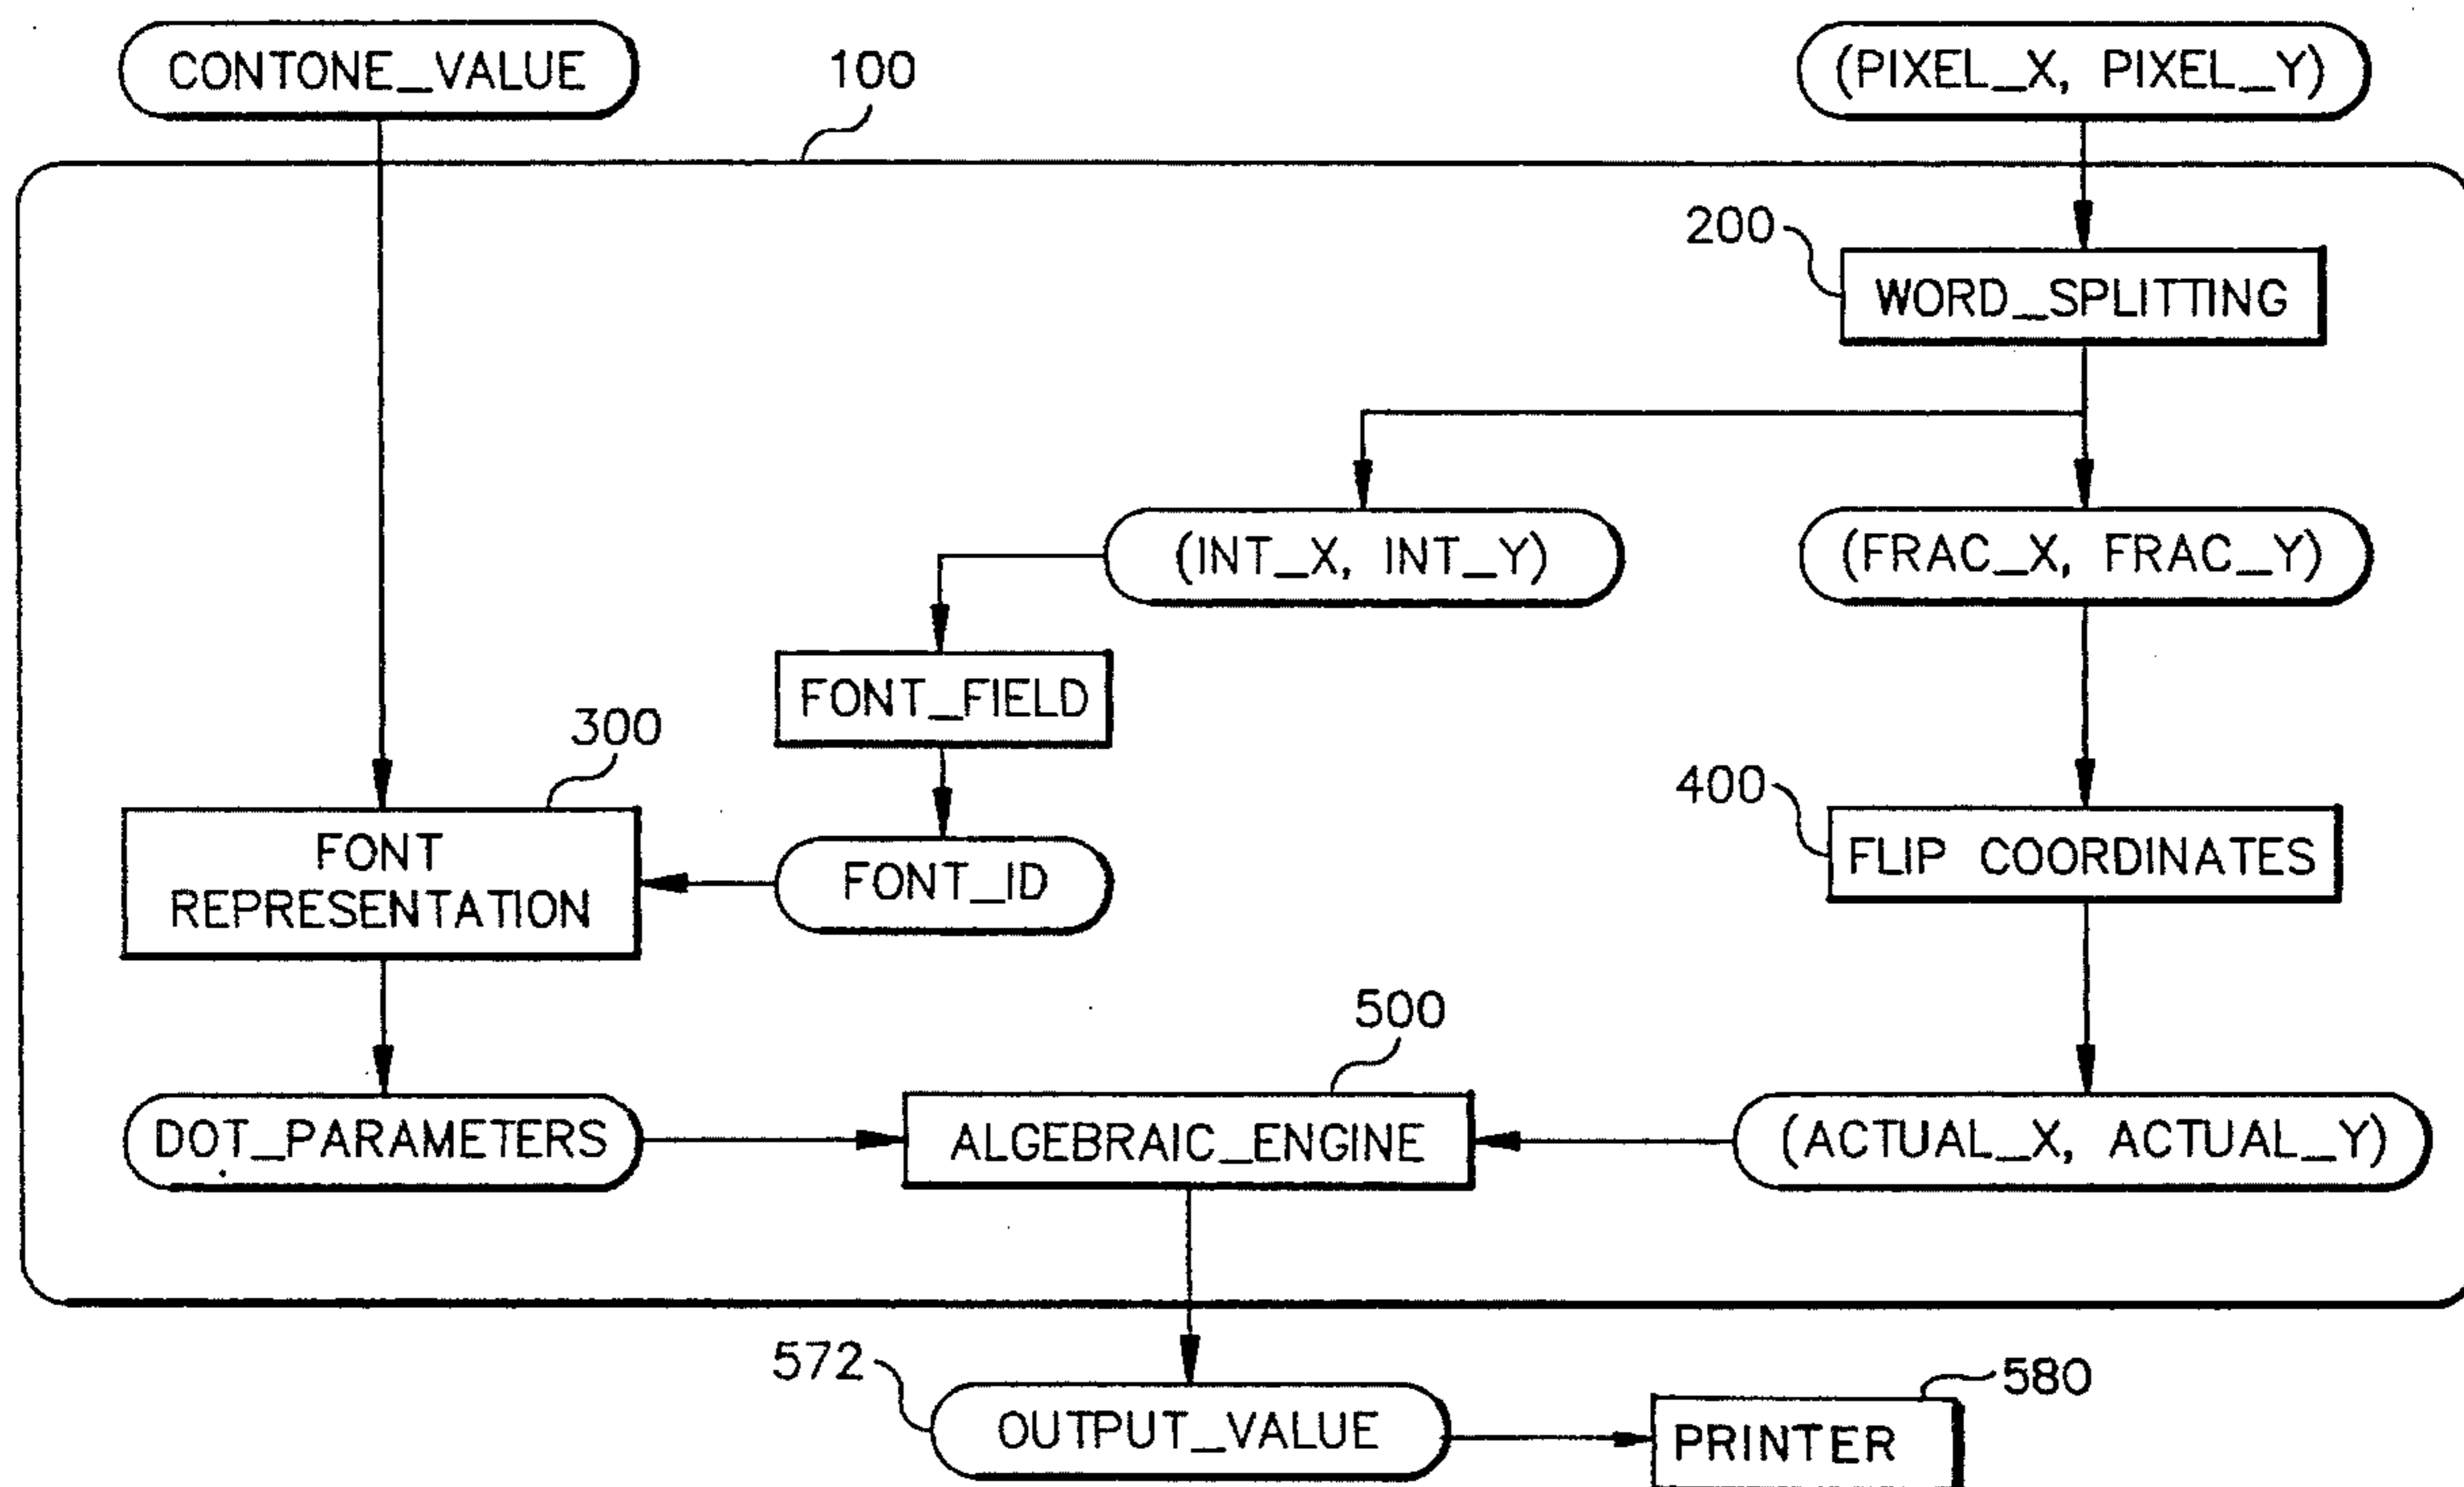 CONTONE_VALUE
100
(PIXEL_X, PIXEL_Y)
200
WORD_SPLITTING
(INT_X, INT_Y)
(FRAC_X, FRAC_Y)
FONT_FIELD
300
400
FONT
REPRESENTATION
FONT_ID
FLIP COORDINATES
500
DOT_PARAMETERS
ALGEBRAIC_ENGINE
(ACTUAL_X, ACTUAL_Y)
572
OUTPUT_VALUE
580
PRINTER